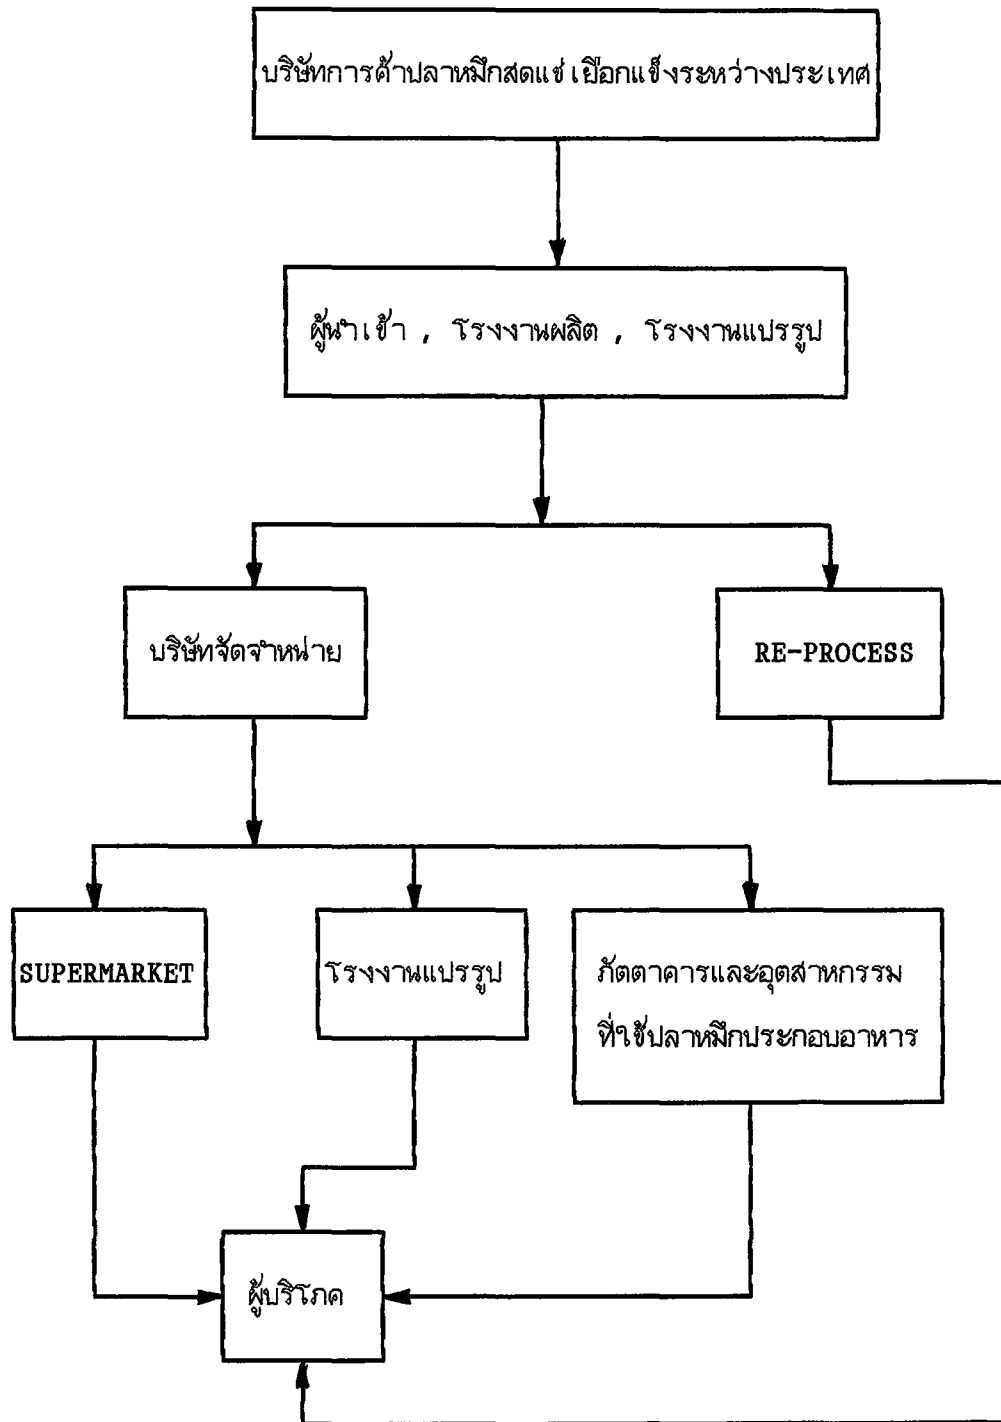 บริษัทการค้าปลาหมึกสดแช่เยือกแข็งระหว่างประเทศ
ผู้นำเข้า , โรงงานผลิต , โรงงานแปรรูป
บริษัทจัดจำหน่าย
RE-PROCESS
SUPERMARKET
โรงงานแปรรูป
ภัตตาคารและอุตสาหกรรม
ที่ใช้ปลาหมึกประกอบอาหาร
ผู้บริโภค